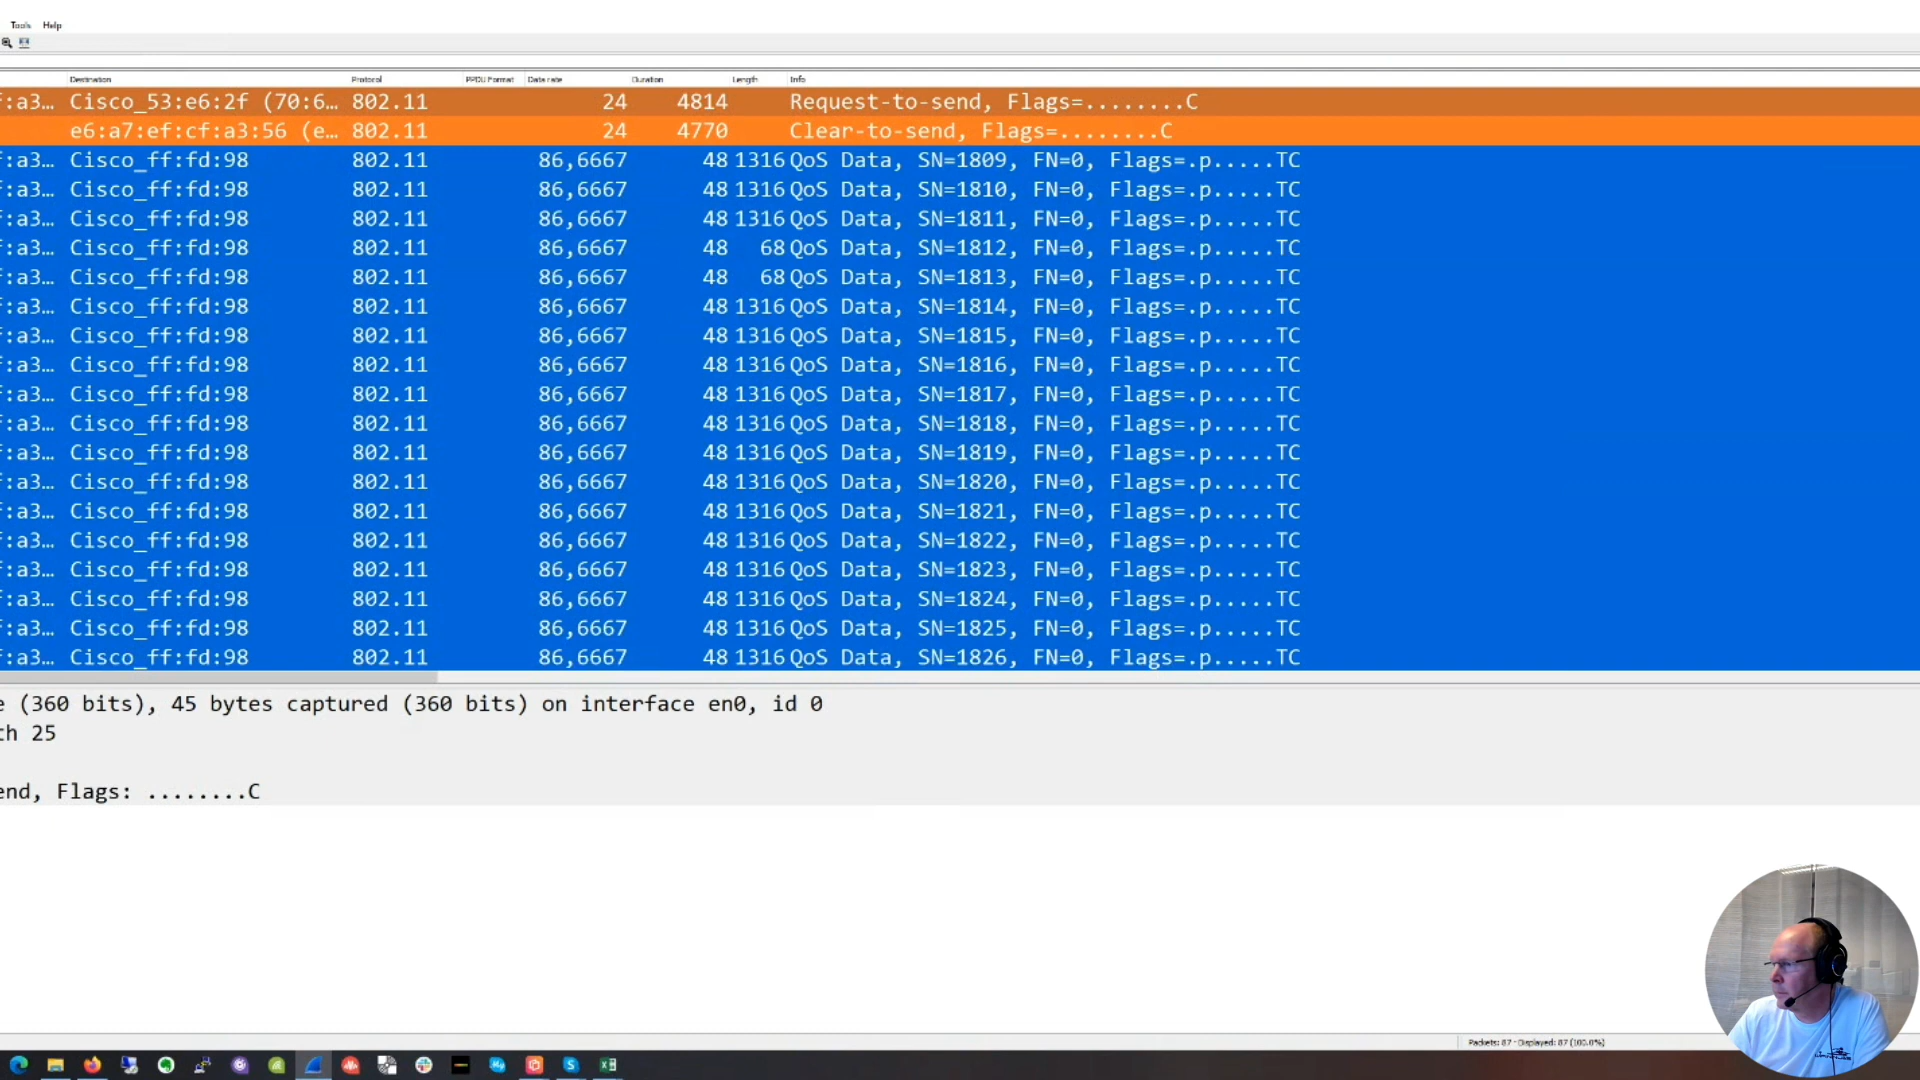 Tools Help
Destination Protocol PPDU Format Data rate Duration Length Info
f:a3… Cisco_53:e6:2f (70:6… 802.11 24 4814 Request-to-send, Flags=........C
e6:a7:ef:cf:a3:56 (e… 802.11 24 4770 Clear-to-send, Flags=........C
f:a3… Cisco_ff:fd:98 802.11 86,6667 48 1316 QoS Data, SN=1809, FN=0, Flags=.p.....TC
f:a3… Cisco_ff:fd:98 802.11 86,6667 48 1316 QoS Data, SN=1810, FN=0, Flags=.p.....TC
f:a3… Cisco_ff:fd:98 802.11 86,6667 48 1316 QoS Data, SN=1811, FN=0, Flags=.p.....TC
f:a3… Cisco_ff:fd:98 802.11 86,6667 48 68 QoS Data, SN=1812, FN=0, Flags=.p.....TC
f:a3… Cisco_ff:fd:98 802.11 86,6667 48 68 QoS Data, SN=1813, FN=0, Flags=.p.....TC
f:a3… Cisco_ff:fd:98 802.11 86,6667 48 1316 QoS Data, SN=1814, FN=0, Flags=.p.....TC
f:a3… Cisco_ff:fd:98 802.11 86,6667 48 1316 QoS Data, SN=1815, FN=0, Flags=.p.....TC
f:a3… Cisco_ff:fd:98 802.11 86,6667 48 1316 QoS Data, SN=1816, FN=0, Flags=.p.....TC
f:a3… Cisco_ff:fd:98 802.11 86,6667 48 1316 QoS Data, SN=1817, FN=0, Flags=.p.....TC
f:a3… Cisco_ff:fd:98 802.11 86,6667 48 1316 QoS Data, SN=1818, FN=0, Flags=.p.....TC
f:a3… Cisco_ff:fd:98 802.11 86,6667 48 1316 QoS Data, SN=1819, FN=0, Flags=.p.....TC
f:a3… Cisco_ff:fd:98 802.11 86,6667 48 1316 QoS Data, SN=1820, FN=0, Flags=.p.....TC
f:a3… Cisco_ff:fd:98 802.11 86,6667 48 1316 QoS Data, SN=1821, FN=0, Flags=.p.....TC
f:a3… Cisco_ff:fd:98 802.11 86,6667 48 1316 QoS Data, SN=1822, FN=0, Flags=.p.....TC
f:a3… Cisco_ff:fd:98 802.11 86,6667 48 1316 QoS Data, SN=1823, FN=0, Flags=.p.....TC
f:a3… Cisco_ff:fd:98 802.11 86,6667 48 1316 QoS Data, SN=1824, FN=0, Flags=.p.....TC
f:a3… Cisco_ff:fd:98 802.11 86,6667 48 1316 QoS Data, SN=1825, FN=0, Flags=.p.....TC
f:a3… Cisco_ff:fd:98 802.11 86,6667 48 1316 QoS Data, SN=1826, FN=0, Flags=.p.....TC
e (360 bits), 45 bytes captured (360 bits) on interface en0, id 0
th 25
end, Flags: ........C
Packets: 87 · Displayed: 87 (100.0%)